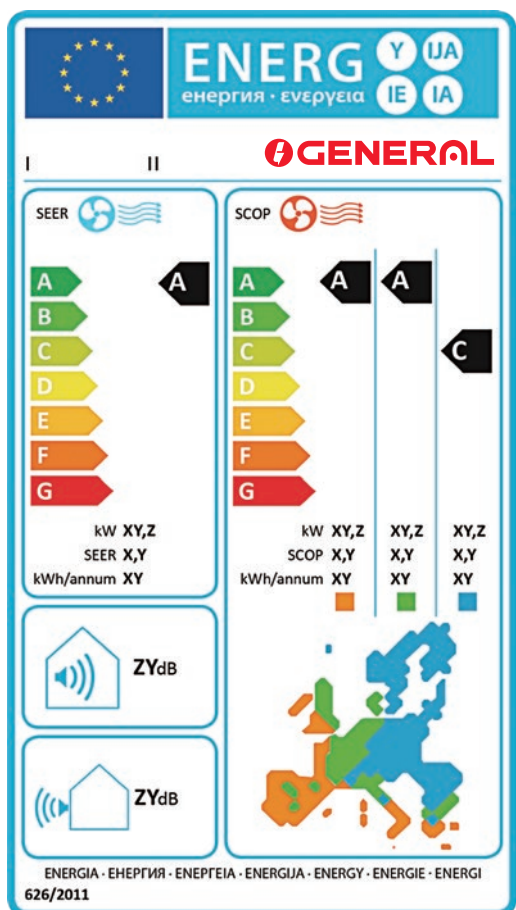 ENERG Y IJA
енергия · ενεργεια IE IA
I II GENERAL
SEER
A A
B
C
D
E
F
G
kW XY,Z
SEER X,Y
kWh/annum XY
SCOP
A A A
B
C C
D
E
F
G
kW XY,Z XY,Z XY,Z
SCOP X,Y X,Y X,Y
kWh/annum XY XY XY
ZYdB
ZYdB
ENERGIA · ЕНЕРГИЯ · ΕΝΕΡΓΕΙΑ · ENERGIJA · ENERGY · ENERGIE · ENERGI
626/2011